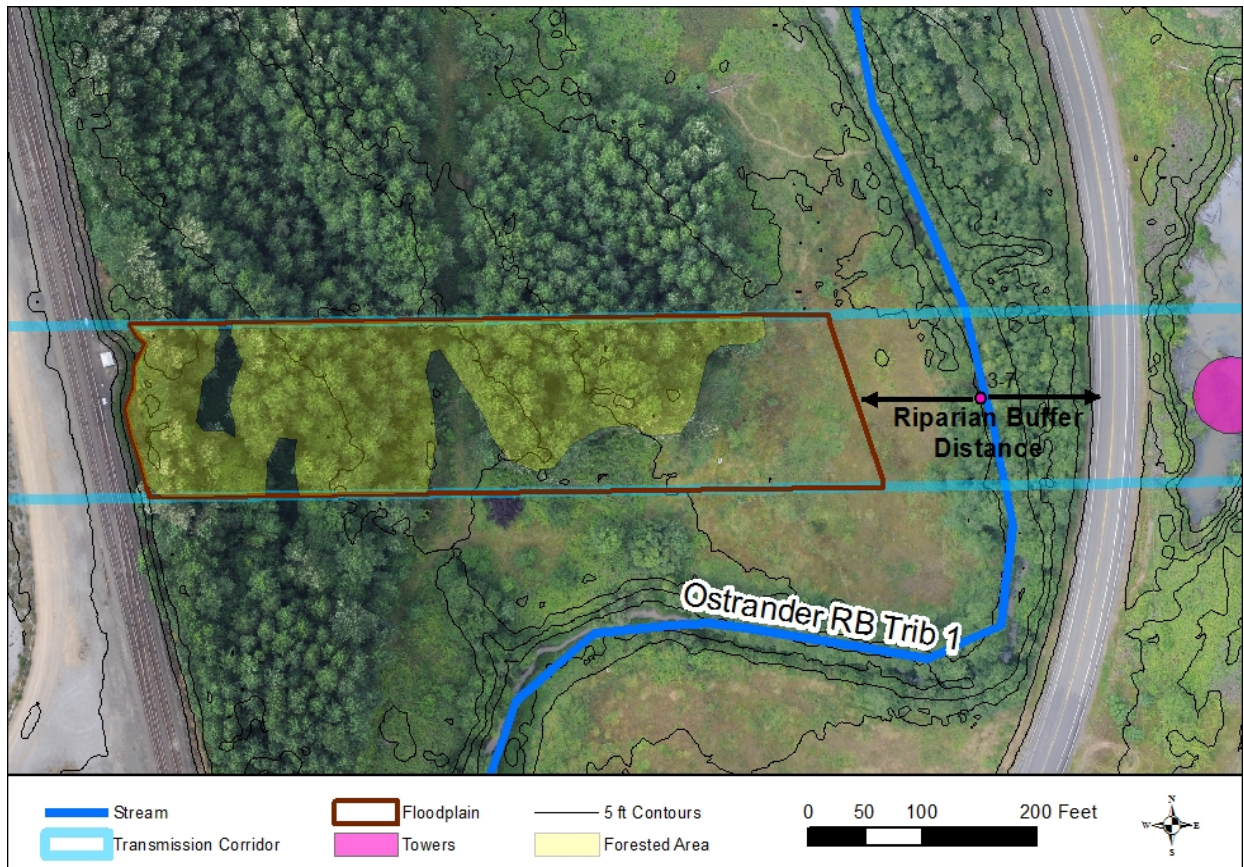 3-7
Riparian Buffer
Distance
Ostrander RB Trib 1
Stream
Floodplain
5 ft Contours
0 50 100 200 Feet
N
W E
S
Transmission Corridor
Towers
Forested Area